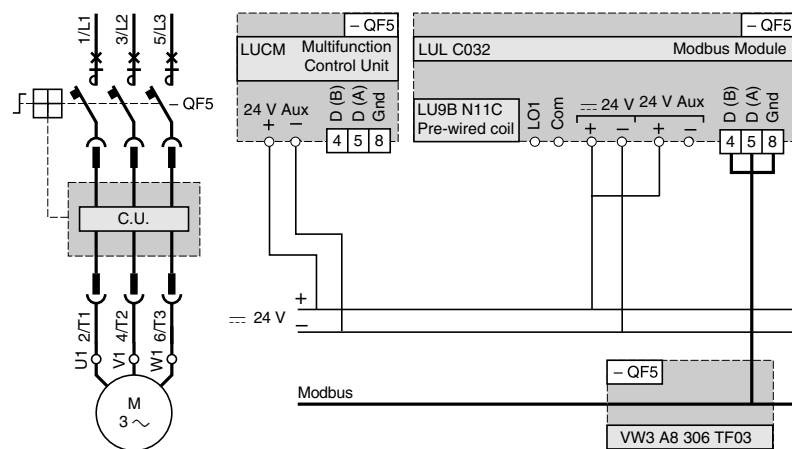 1/L1
3/L2
5/L3
– QF5
C.U.
2/T1
4/T2
6/T3
U1
V1
W1
M
3 ~
– QF5
LUCM Multifunction
Control Unit
24 V Aux
+ –
D (B)
D (A)
Gnd
4 5 8
– QF5
LUL C032 Modbus Module
LU9B N11C
Pre-wired coil
LO1
Com
⎓ 24 V 24 V Aux
+ – + –
D (B)
D (A)
Gnd
4 5 8
+
⎓ 24 V
–
Modbus
– QF5
VW3 A8 306 TF03